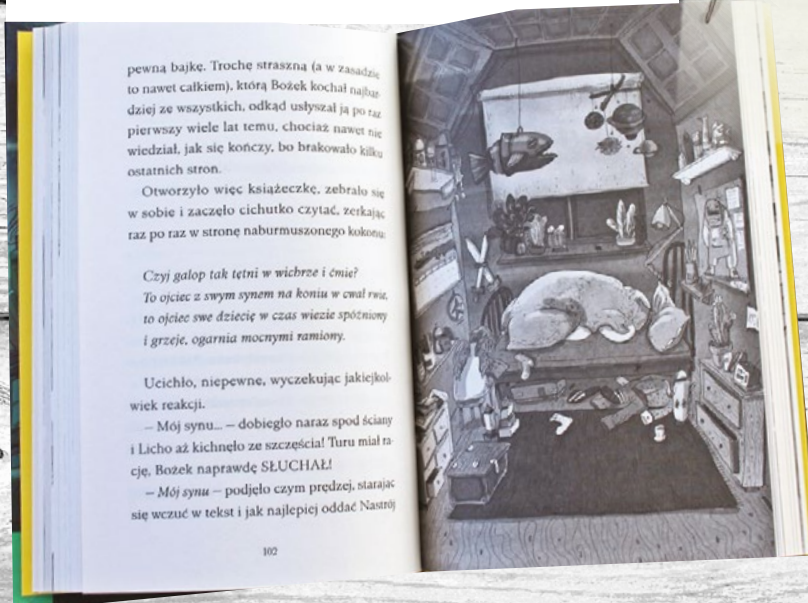 pewną bajkę. Trochę straszną (a w zasadzie
to nawet całkiem), którą Bożek kochał najbar-
dziej ze wszystkich, odkąd usłyszał ją po raz
pierwszy wiele lat temu, chociaż nawet nie
wiedział, jak się kończy, bo brakowało kilku
ostatnich stron.
Otworzyło więc książeczkę, zebrało się
w sobie i zaczęło cichutko czytać, zerkając
raz po raz w stronę naburmuszonego kokonu:
Czyj galop tak tętni w wichrze i ćmie?
To ojciec z swym synem na koniu w cwał rwie,
to ojciec swe dziecię w czas wiezie spóźniony
i grzeje, ogarnia mocnymi ramiony.
Ucichło, niepewne, wyczekując jakiejkol-
wiek reakcji.
– Mój synu... – dobiegło naraz spod ściany
i Licho aż kichnęło ze szczęścia! Turu miał ra-
cję, Bożek naprawdę SŁUCHAŁ!
– Mój synu – podjęło czym prędzej, starając
się wczuć w tekst i jak najlepiej oddać Nastrój
102